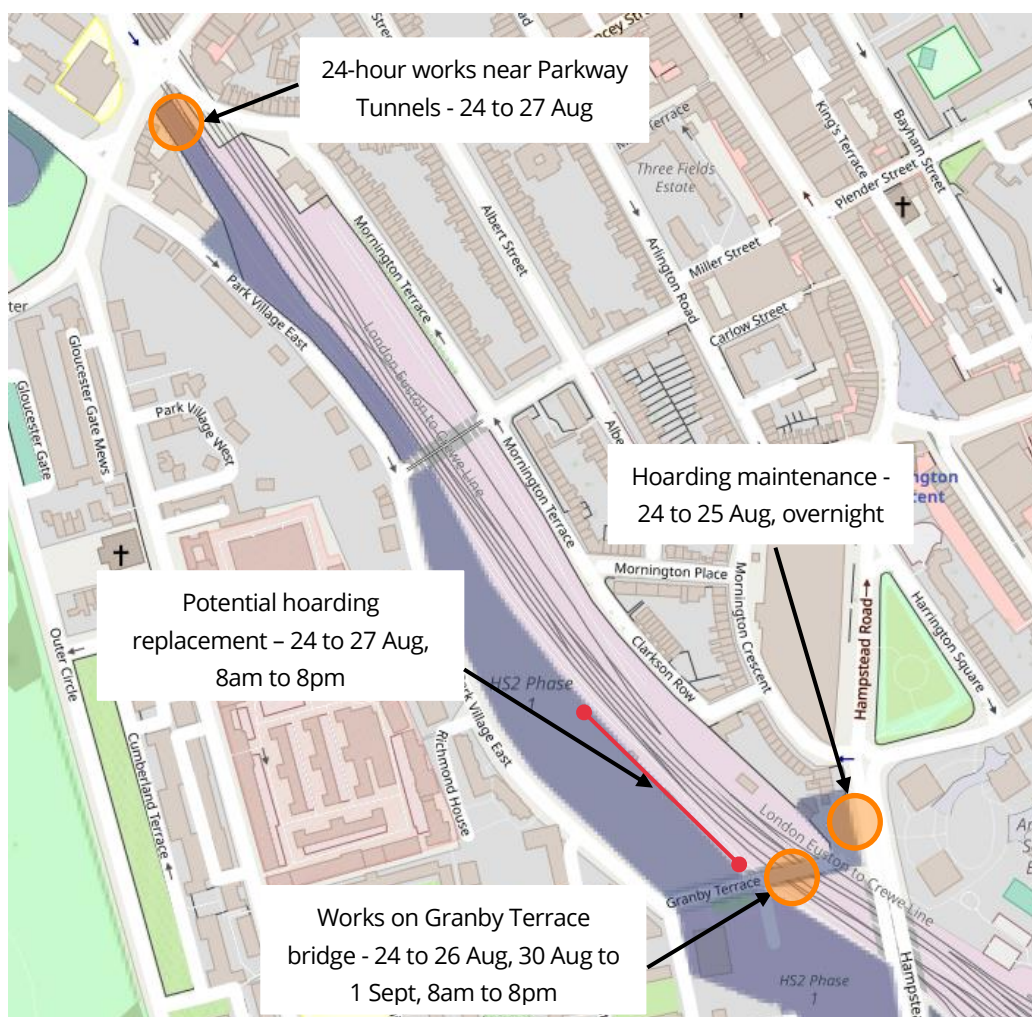 24-hour works near Parkway
Tunnels - 24 to 27 Aug
Three Fields
Estate
King's Terrace
Bayham Street
Plender Street
Albert Street
Arlington Road
Miller Street
Carlow Street
Mornington Terrace
Park Village East
London Euston to Crewe Line
Gloucester Gate Mews
Gloucester Gate
Park Village West
Mornington Terrace
Hoarding maintenance -
24 to 25 Aug, overnight
Mornington Place
Mornington Crescent
Hampstead Road
Harrington Square
Potential hoarding
replacement – 24 to 27 Aug,
8am to 8pm
HS2 Phase
1
Clarkson Row
Outer Circle
Cumberland Terrace
Richmond House
Village East
London Euston to Crewe Line
Granby Terrace
Works on Granby Terrace
bridge - 24 to 26 Aug, 30 Aug to
1 Sept, 8am to 8pm
HS2 Phase
1